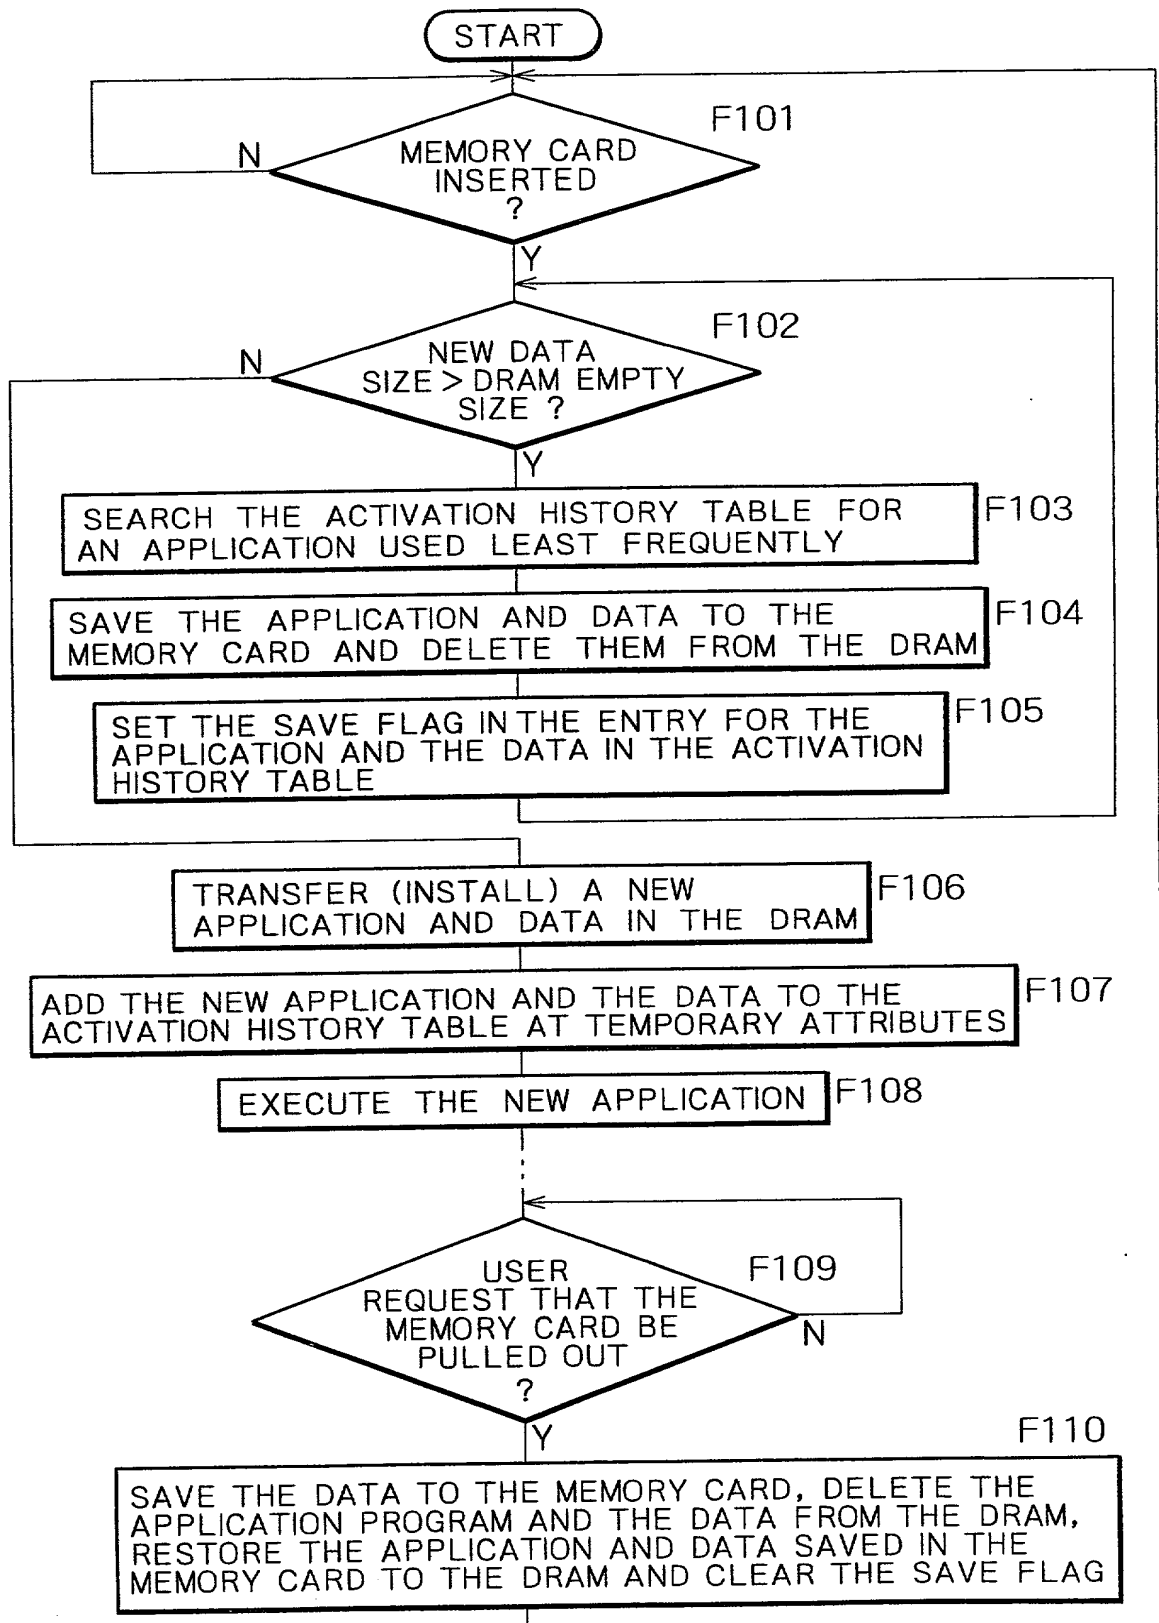 START
F101
MEMORY CARD
INSERTED
?
N
Y
F102
NEW DATA
SIZE > DRAM EMPTY
SIZE ?
N
Y
SEARCH THE ACTIVATION HISTORY TABLE FOR
AN APPLICATION USED LEAST FREQUENTLY
F103
SAVE THE APPLICATION AND DATA TO THE
MEMORY CARD AND DELETE THEM FROM THE DRAM
F104
SET THE SAVE FLAG IN THE ENTRY FOR THE
APPLICATION AND THE DATA IN THE ACTIVATION
HISTORY TABLE
F105
TRANSFER (INSTALL) A NEW
APPLICATION AND DATA IN THE DRAM
F106
ADD THE NEW APPLICATION AND THE DATA TO THE
ACTIVATION HISTORY TABLE AT TEMPORARY ATTRIBUTES
F107
EXECUTE THE NEW APPLICATION
F108
USER
REQUEST THAT THE
MEMORY CARD BE
PULLED OUT
?
F109
N
Y
F110
SAVE THE DATA TO THE MEMORY CARD, DELETE THE
APPLICATION PROGRAM AND THE DATA FROM THE DRAM,
RESTORE THE APPLICATION AND DATA SAVED IN THE
MEMORY CARD TO THE DRAM AND CLEAR THE SAVE FLAG